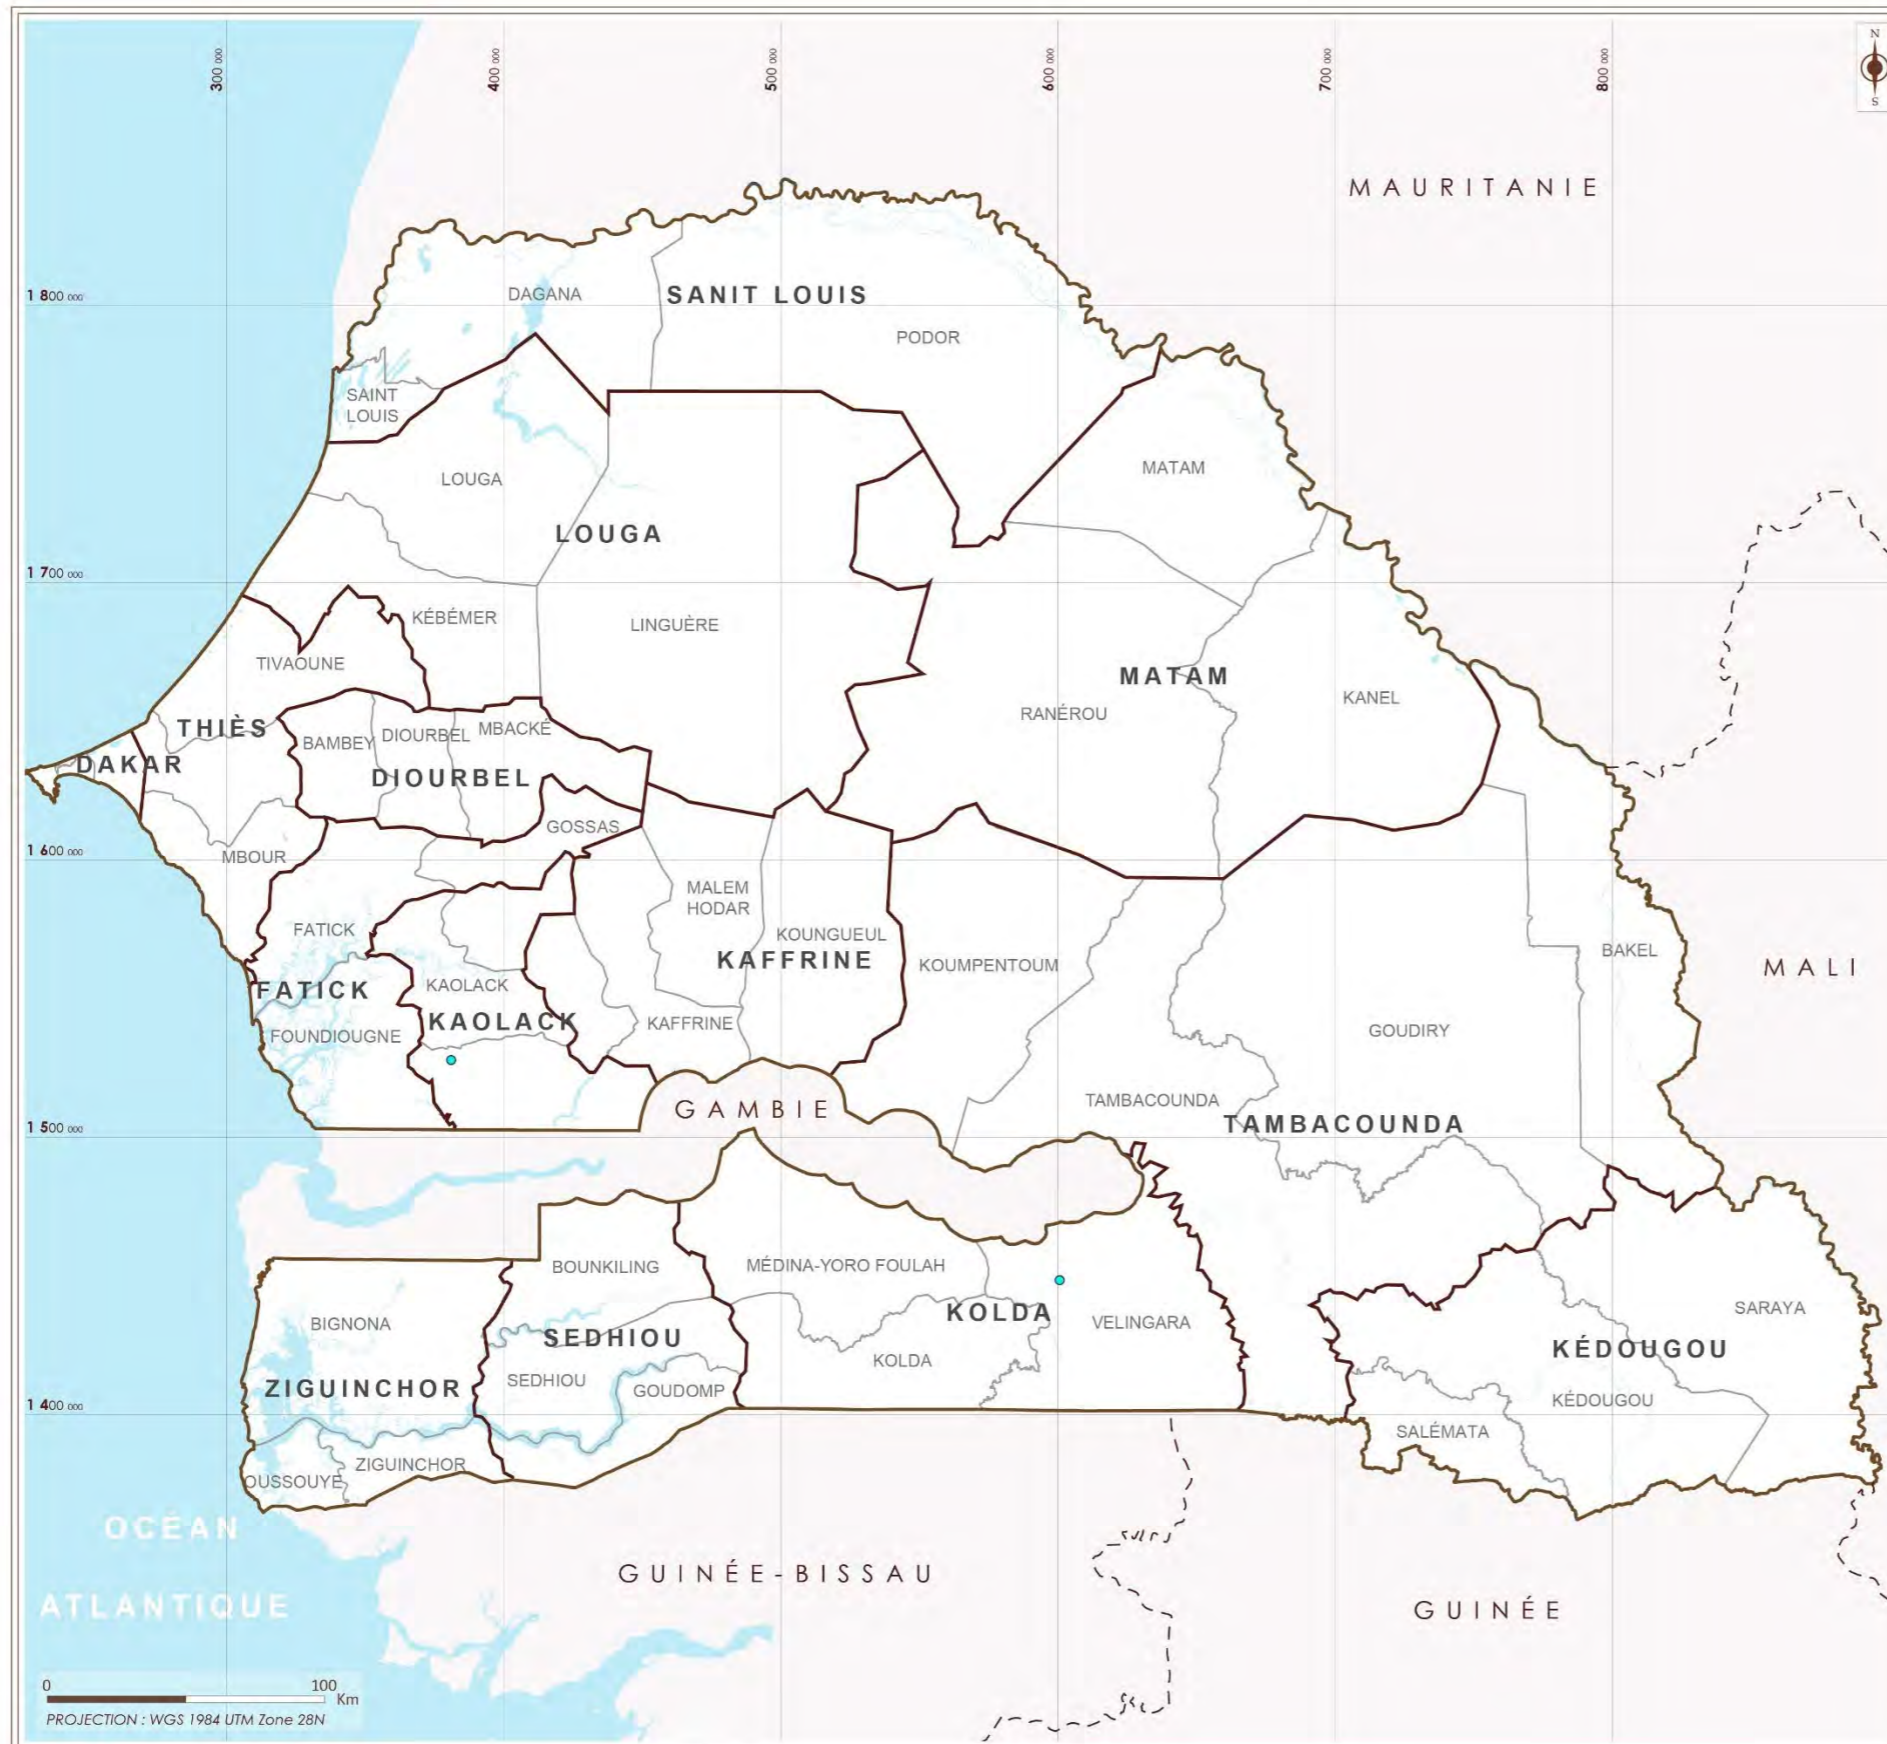 300 000
400 000
500 000
600 000
700 000
800 000
N
S
MAURITANIE
1 800 000
DAGANA
SANIT LOUIS
PODOR
SAINT
LOUIS
MATAM
LOUGA
LOUGA
1 700 000
KÉBÉMER
LINGUÈRE
TIVAOUNE
MATAM
KANEL
RANÉROU
THIÈS
BAMBEY
DIOURBEL
MBACKÉ
DAKAR
DIOURBEL
GOSSAS
1 600 000
MBOUR
MALEM
HODAR
FATICK
KOUNGUEUL
BAKEL
KAFFRINE
KOUMPENTOUM
MALI
KAOLACK
FATICK
KAOLACK
KAFFRINE
GOUDIRY
FOUNDIOUGNE
TAMBACOUNDA
GAMBIE
TAMBACOUNDA
1 500 000
BOUNKILING
MÉDINA-YORO FOULAH
SARAYA
KOLDA
BIGNONA
VELINGARA
SEDHIOU
KÉDOUGOU
KOLDA
SEDHIOU
ZIGUINCHOR
GOUDOMP
KÉDOUGOU
1 400 000
SALÉMATA
ZIGUINCHOR
OUSSOUYE
OCÉAN
ATLANTIQUE
GUINÉE-BISSAU
GUINÉE
0 100
Km
PROJECTION : WGS 1984 UTM Zone 28N